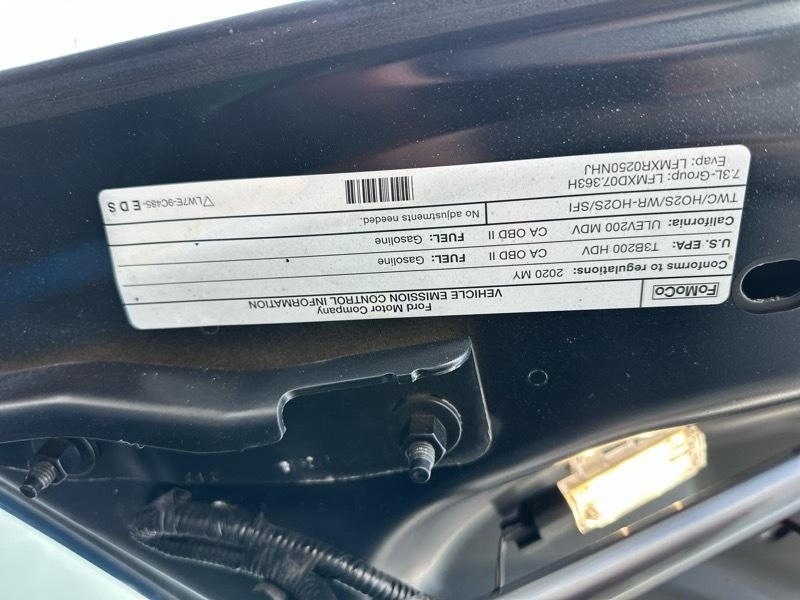 FoMoCo
Ford Motor Company
VEHICLE EMISSION CONTROL INFORMATION
Conforms to regulations: 2020 MY
U.S. EPA: T3B200 HDV CA OBD II FUEL: Gasoline
California: ULEV200 MDV CA OBD II FUEL: Gasoline
TWC/HO2S/WR-HO2S/SFI No adjustments needed.
7.3L-Group: LFMXD07.363H
Evap: LFMXR0250NHJ
LW7E-9C485- E D S